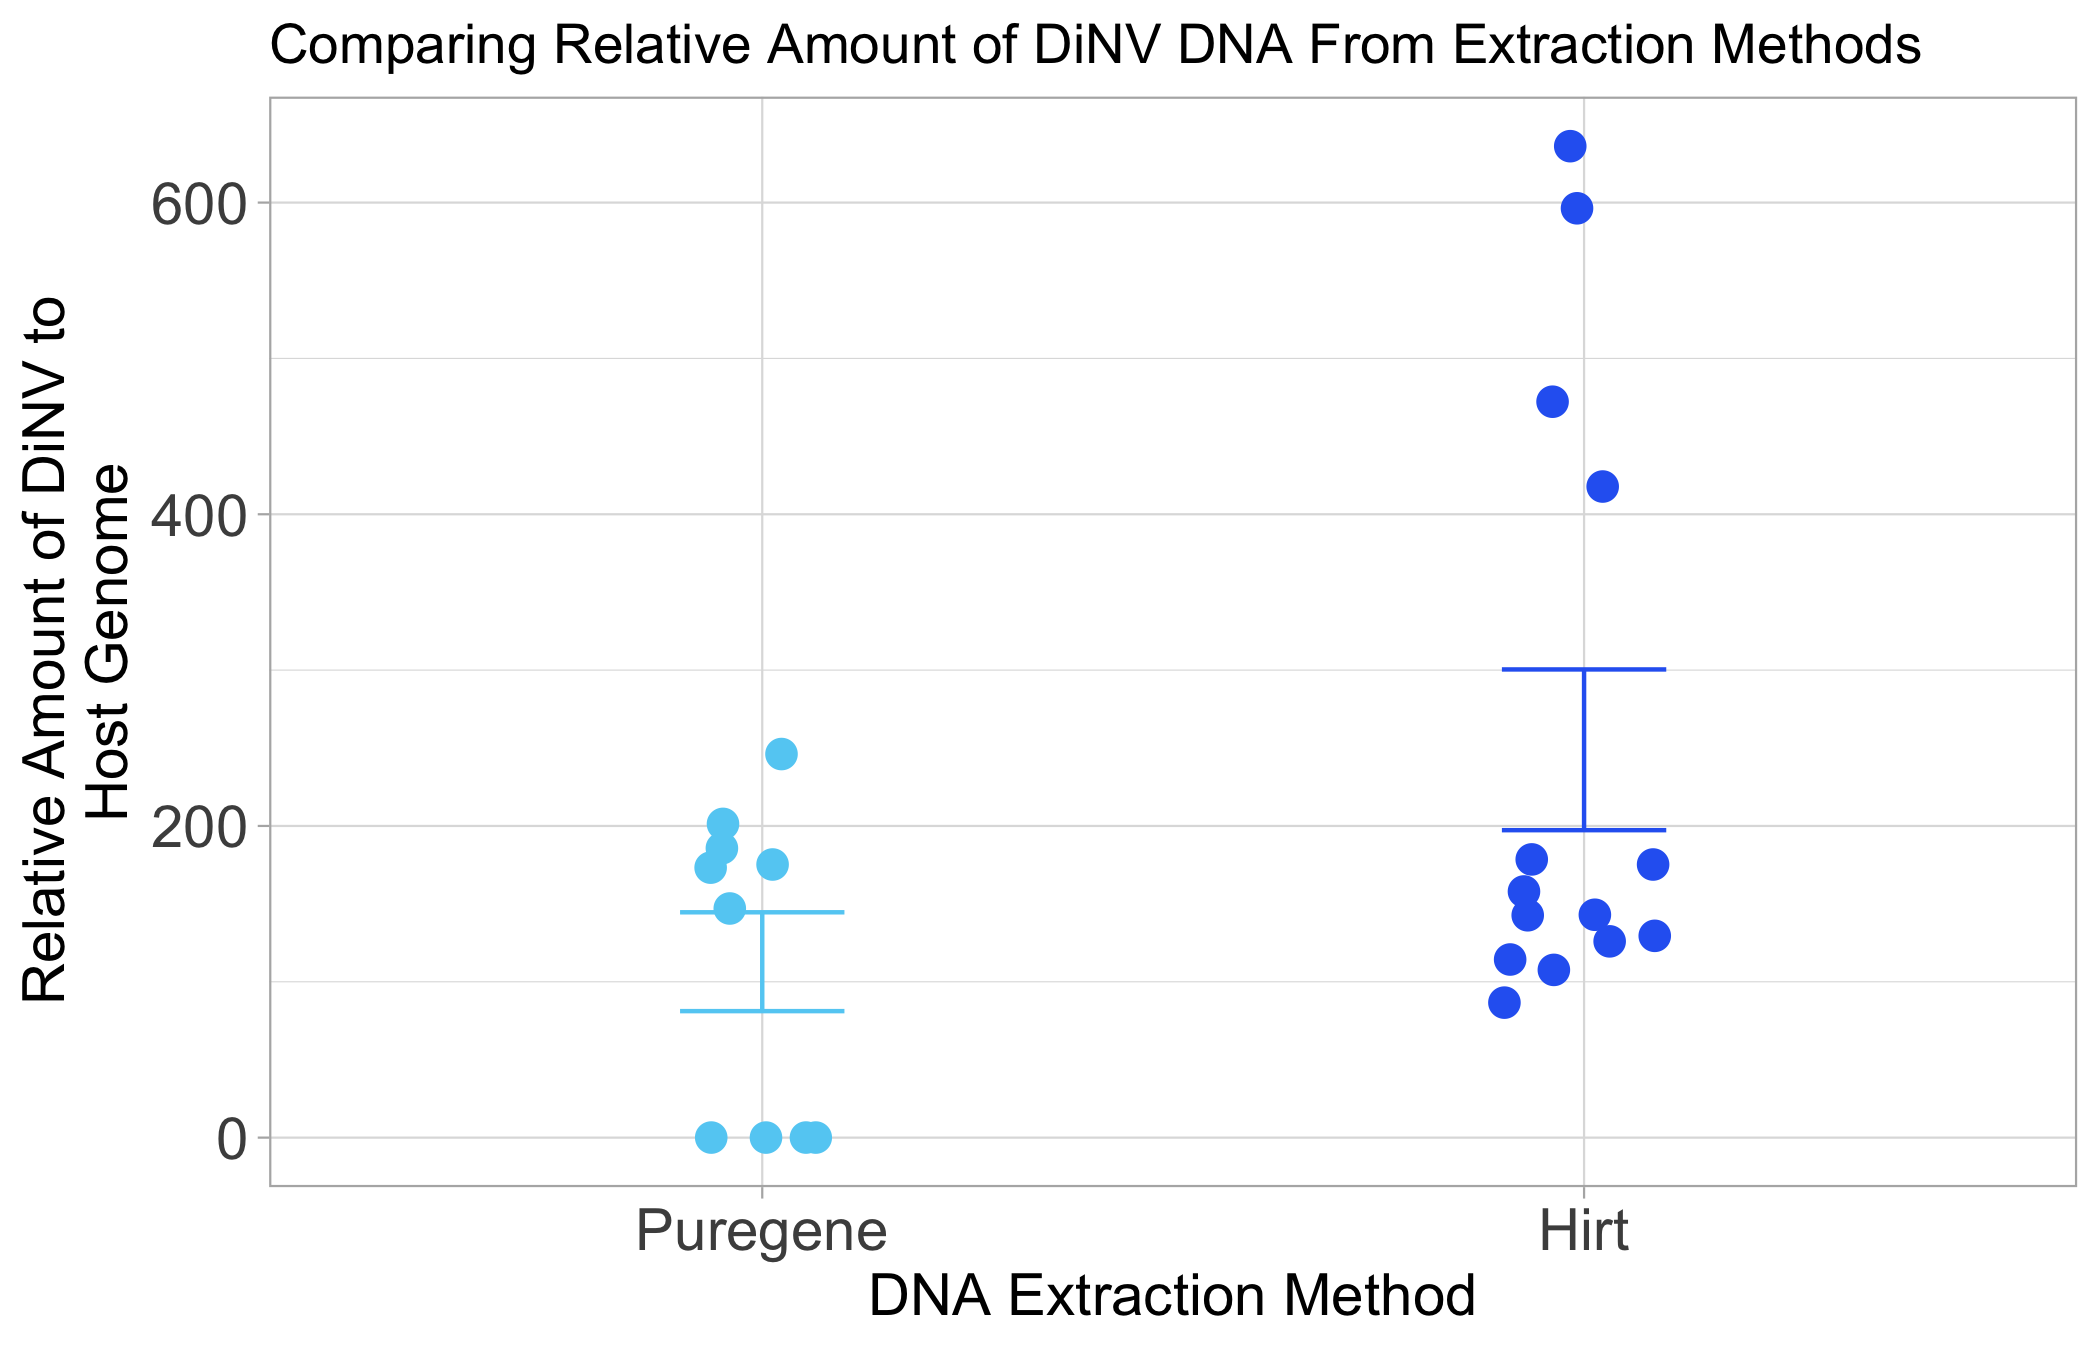 Comparing Relative Amount of DiNV DNA From Extraction Methods
Relative Amount of DiNV to
Host Genome
600
400
200
0
Puregene
Hirt
DNA Extraction Method